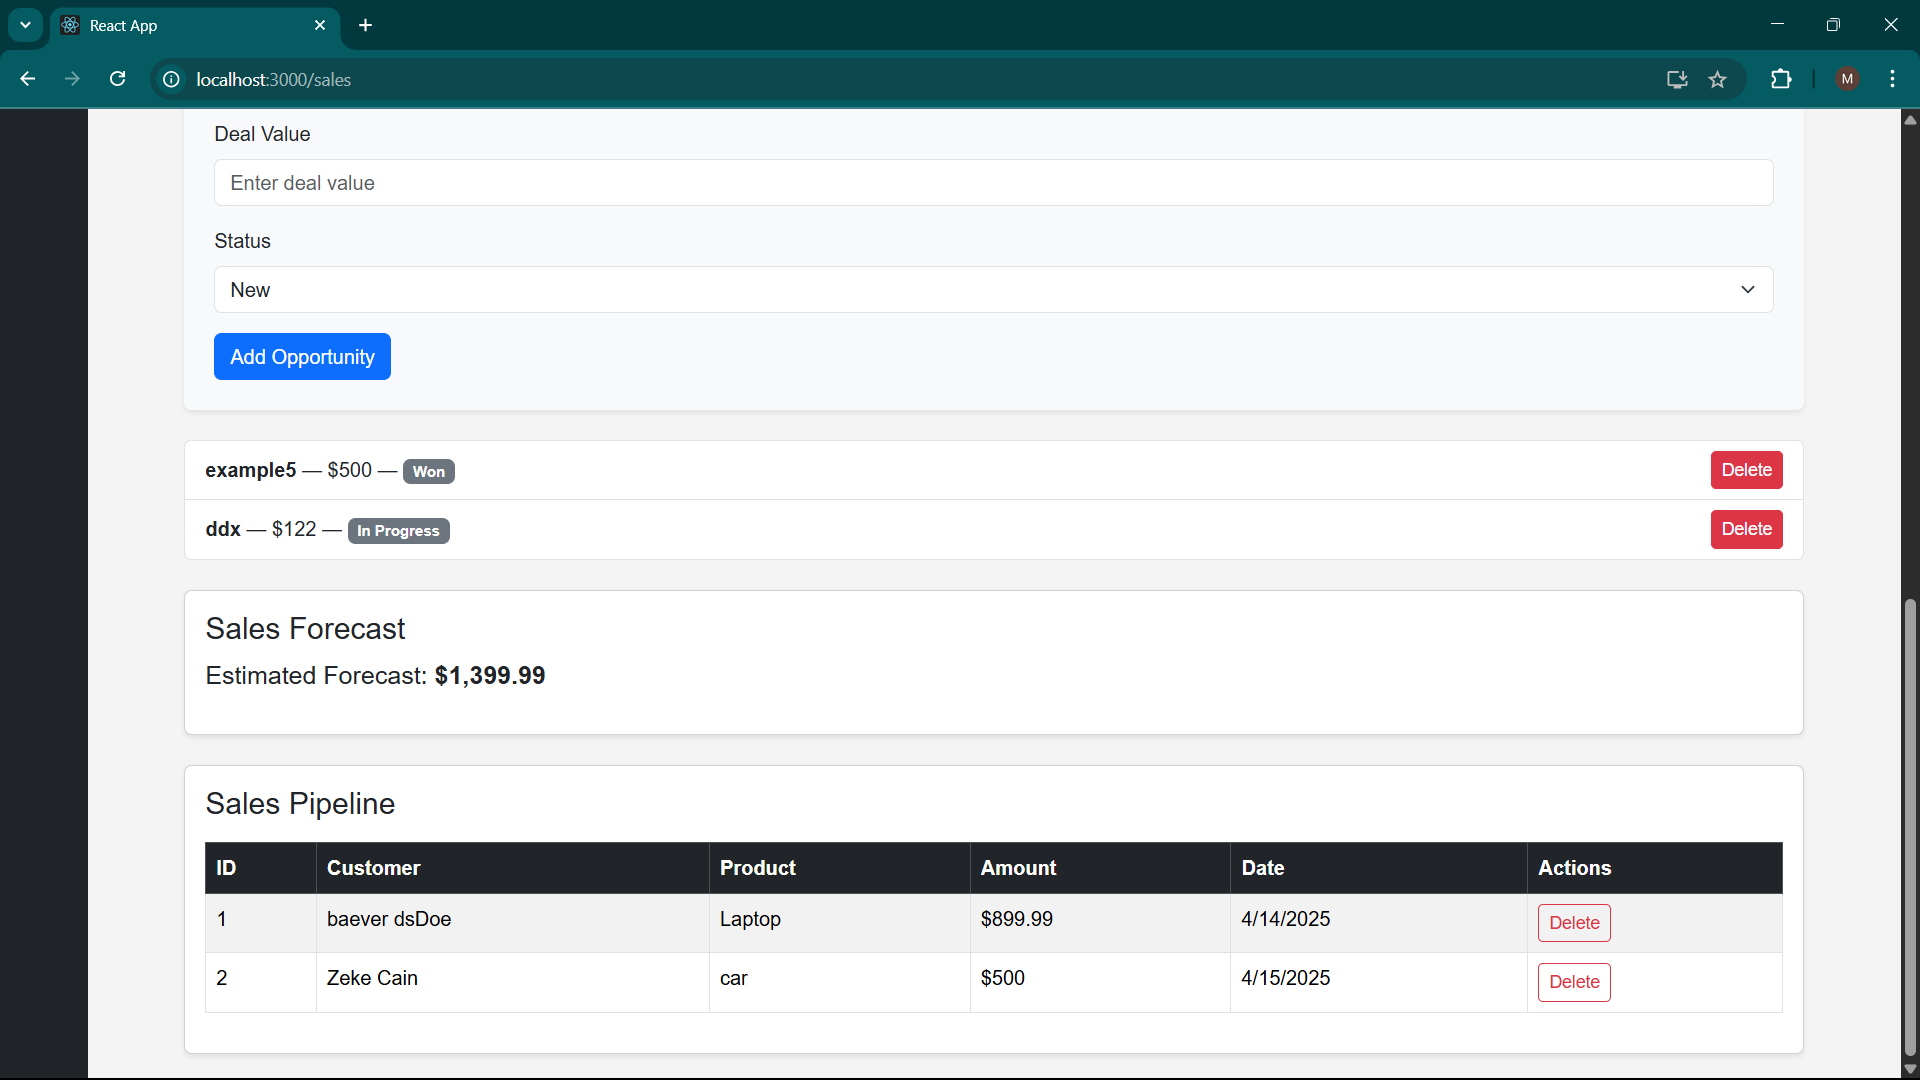 React App
localhost:3000/sales
M
Deal Value
Enter deal value
Status
New
Add Opportunity
example5 — $500 — Won Delete
ddx — $122 — In Progress Delete
Sales Forecast
Estimated Forecast: $1,399.99
Sales Pipeline
ID Customer Product Amount Date Actions
1 baever dsDoe Laptop $899.99 4/14/2025 Delete
2 Zeke Cain car $500 4/15/2025 Delete